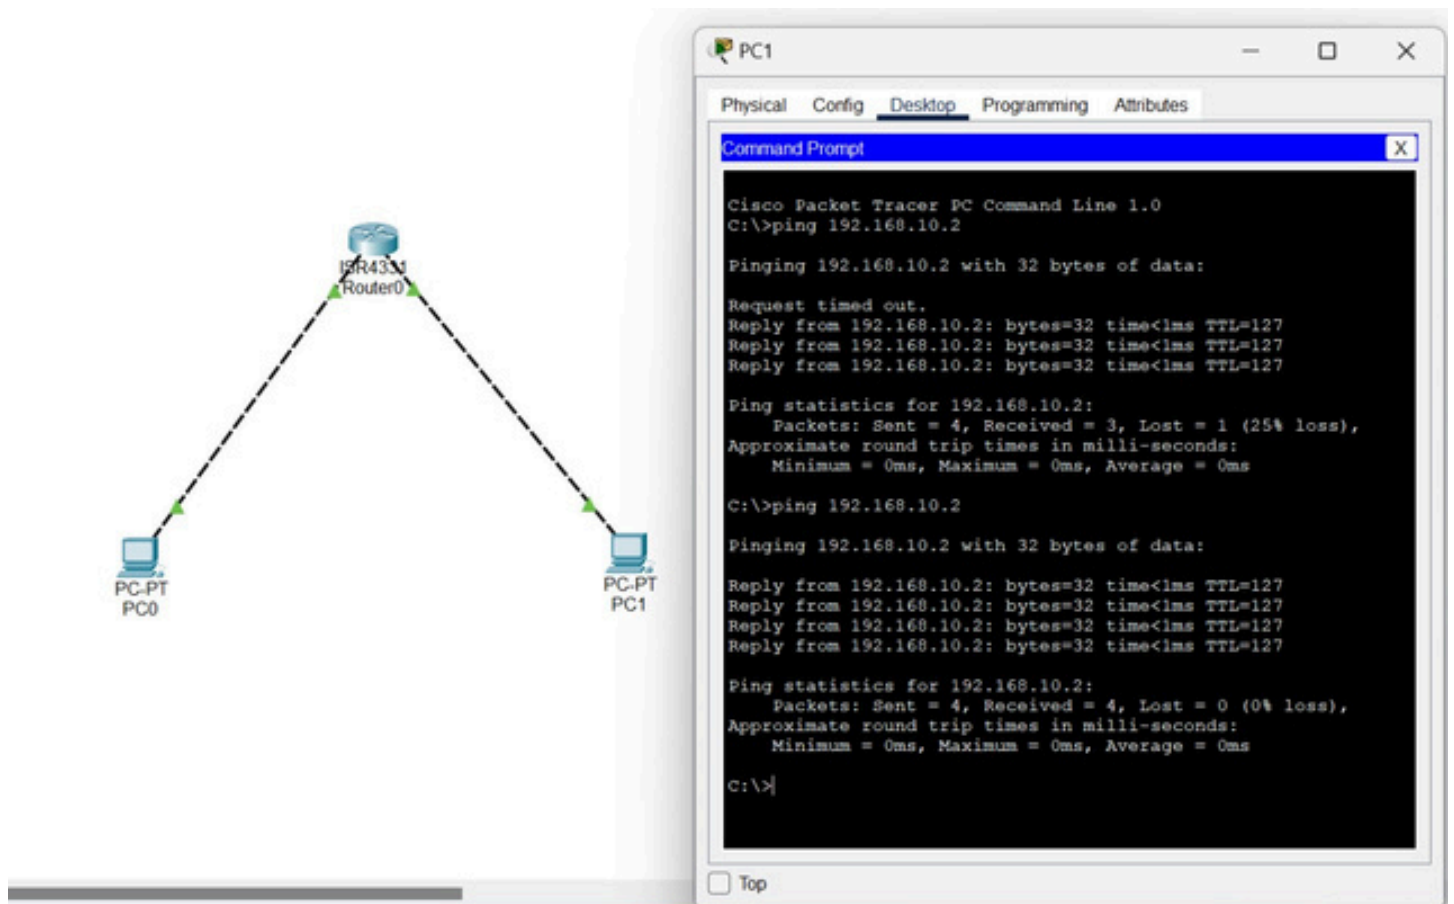 PC1
Physical Config Desktop Programming Attributes
Command Prompt
X
Cisco Packet Tracer PC Command Line 1.0
C:\>ping 192.168.10.2
Pinging 192.168.10.2 with 32 bytes of data:
Request timed out.
Reply from 192.168.10.2: bytes=32 time<1ms TTL=127
Reply from 192.168.10.2: bytes=32 time<1ms TTL=127
Reply from 192.168.10.2: bytes=32 time<1ms TTL=127
Ping statistics for 192.168.10.2:
Packets: Sent = 4, Received = 3, Lost = 1 (25% loss),
Approximate round trip times in milli-seconds:
Minimum = 0ms, Maximum = 0ms, Average = 0ms
C:\>ping 192.168.10.2
Pinging 192.168.10.2 with 32 bytes of data:
Reply from 192.168.10.2: bytes=32 time<1ms TTL=127
Reply from 192.168.10.2: bytes=32 time<1ms TTL=127
Reply from 192.168.10.2: bytes=32 time<1ms TTL=127
Reply from 192.168.10.2: bytes=32 time<1ms TTL=127
Ping statistics for 192.168.10.2:
Packets: Sent = 4, Received = 4, Lost = 0 (0% loss),
Approximate round trip times in milli-seconds:
Minimum = 0ms, Maximum = 0ms, Average = 0ms
C:\>
Top
ISR4331
Router0
PC-PT
PC0
PC-PT
PC1